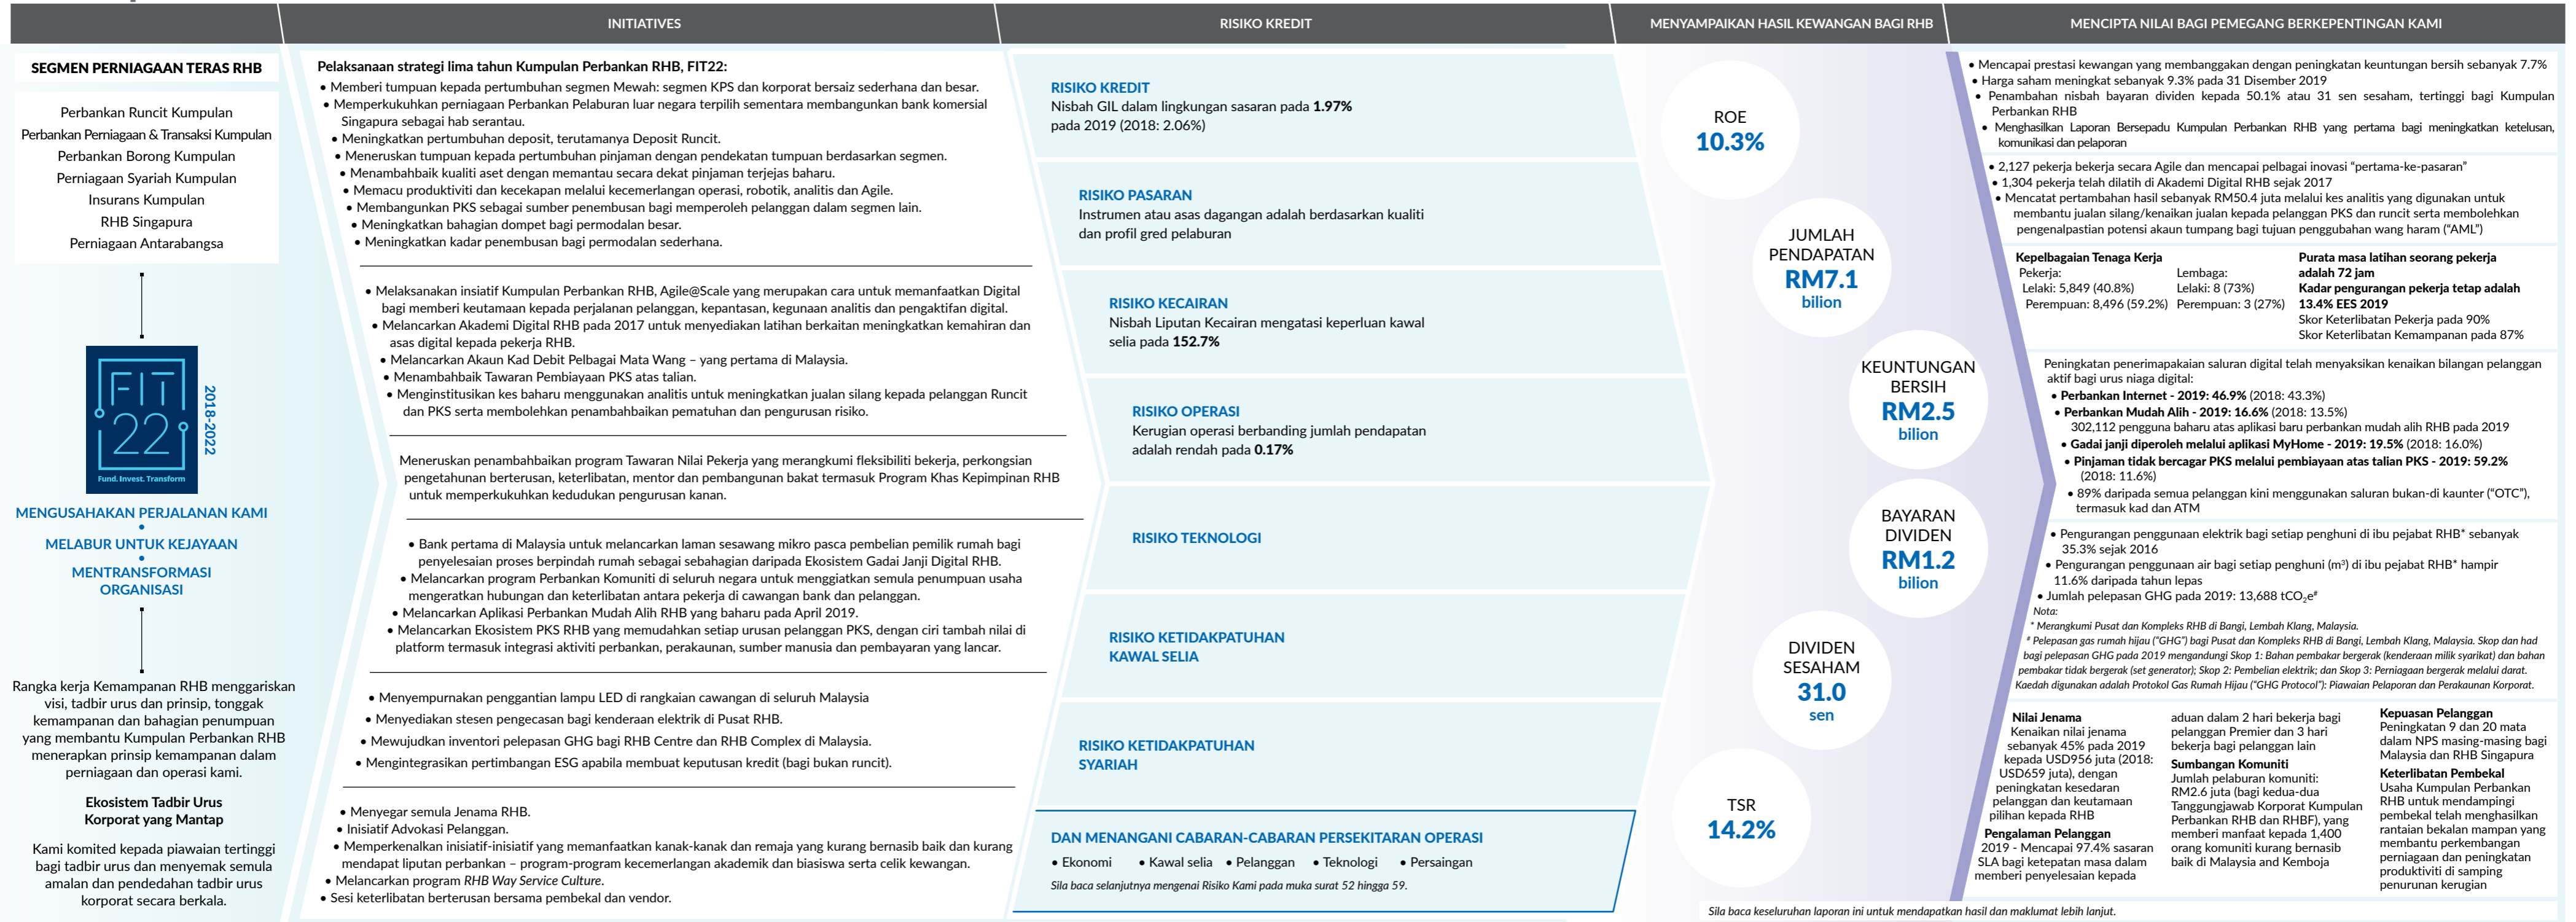 INITIATIVES
RISIKO KREDIT
MENYAMPAIKAN HASIL KEWANGAN BAGI RHB
MENCIPTA NILAI BAGI PEMEGANG BERKEPENTINGAN KAMI
SEGMEN PERNIAGAAN TERAS RHB
Perbankan Runcit Kumpulan
Perbankan Perniagaan & Transaksi Kumpulan
Perbankan Borong Kumpulan
Perniagaan Syariah Kumpulan
Insurans Kumpulan
RHB Singapura
Perniagaan Antarabangsa
FIT
22
Fund. Invest. Transform
2018-2022
MENGUSAHAKAN PERJALANAN KAMI
•
MELABUR UNTUK KEJAYAAN
•
MENTRANSFORMASI
ORGANISASI
Rangka kerja Kemampanan RHB menggariskan
visi, tadbir urus dan prinsip, tonggak
kemampanan dan bahagian penumpuan
yang membantu Kumpulan Perbankan RHB
menerapkan prinsip kemampanan dalam
perniagaan dan operasi kami.
Ekosistem Tadbir Urus
Korporat yang Mantap
Kami komited kepada piawaian tertinggi
bagi tadbir urus dan menyemak semula
amalan dan pendedahan tadbir urus
korporat secara berkala.
Pelaksanaan strategi lima tahun Kumpulan Perbankan RHB, FIT22:
• Memberi tumpuan kepada pertumbuhan segmen Mewah: segmen KPS dan korporat bersaiz sederhana dan besar.
• Memperkukuhkan perniagaan Perbankan Pelaburan luar negara terpilih sementara membangunkan bank komersial
Singapura sebagai hab serantau.
• Meningkatkan pertumbuhan deposit, terutamanya Deposit Runcit.
• Meneruskan tumpuan kepada pertumbuhan pinjaman dengan pendekatan tumpuan berdasarkan segmen.
• Menambahbaik kualiti aset dengan memantau secara dekat pinjaman terjejas baharu.
• Memacu produktiviti dan kecekapan melalui kecemerlangan operasi, robotik, analitis dan Agile.
• Membangunkan PKS sebagai sumber penembusan bagi memperoleh pelanggan dalam segmen lain.
• Meningkatkan bahagian dompet bagi permodalan besar.
• Meningkatkan kadar penembusan bagi permodalan sederhana.
• Melaksanakan insiatif Kumpulan Perbankan RHB, Agile@Scale yang merupakan cara untuk memanfaatkan Digital
bagi memberi keutamaan kepada perjalanan pelanggan, kepantasan, kegunaan analitis dan pengaktifan digital.
• Melancarkan Akademi Digital RHB pada 2017 untuk menyediakan latihan berkaitan meningkatkan kemahiran dan
asas digital kepada pekerja RHB.
• Melancarkan Akaun Kad Debit Pelbagai Mata Wang – yang pertama di Malaysia.
• Menambahbaik Tawaran Pembiayaan PKS atas talian.
• Menginstitusikan kes baharu menggunakan analitis untuk meningkatkan jualan silang kepada pelanggan Runcit
dan PKS serta membolehkan penambahbaikan pematuhan dan pengurusan risiko.
Meneruskan penambahbaikan program Tawaran Nilai Pekerja yang merangkumi fleksibiliti bekerja, perkongsian
pengetahuan berterusan, keterlibatan, mentor dan pembangunan bakat termasuk Program Khas Kepimpinan RHB
untuk memperkukuhkan kedudukan pengurusan kanan.
• Bank pertama di Malaysia untuk melancarkan laman sesawang mikro pasca pembelian pemilik rumah bagi
penyelesaian proses berpindah rumah sebagai sebahagian daripada Ekosistem Gadai Janji Digital RHB.
• Melancarkan program Perbankan Komuniti di seluruh negara untuk menggiatkan semula penumpuan usaha
mengeratkan hubungan dan keterlibatan antara pekerja di cawangan bank dan pelanggan.
• Melancarkan Aplikasi Perbankan Mudah Alih RHB yang baharu pada April 2019.
• Melancarkan Ekosistem PKS RHB yang memudahkan setiap urusan pelanggan PKS, dengan ciri tambah nilai di
platform termasuk integrasi aktiviti perbankan, perakaunan, sumber manusia dan pembayaran yang lancar.
• Menyempurnakan penggantian lampu LED di rangkaian cawangan di seluruh Malaysia
• Menyediakan stesen pengecasan bagi kenderaan elektrik di Pusat RHB.
• Mewujudkan inventori pelepasan GHG bagi RHB Centre dan RHB Complex di Malaysia.
• Mengintegrasikan pertimbangan ESG apabila membuat keputusan kredit (bagi bukan runcit).
• Menyegar semula Jenama RHB.
• Inisiatif Advokasi Pelanggan.
• Memperkenalkan inisiatif-inisiatif yang memanfaatkan kanak-kanak dan remaja yang kurang bernasib baik dan kurang
mendapat liputan perbankan – program-program kecemerlangan akademik dan biasiswa serta celik kewangan.
• Melancarkan program RHB Way Service Culture.
• Sesi keterlibatan berterusan bersama pembekal dan vendor.
RISIKO KREDIT
Nisbah GIL dalam lingkungan sasaran pada 1.97%
pada 2019 (2018: 2.06%)
RISIKO PASARAN
Instrumen atau asas dagangan adalah berdasarkan kualiti
dan profil gred pelaburan
RISIKO KECAIRAN
Nisbah Liputan Kecairan mengatasi keperluan kawal
selia pada 152.7%
RISIKO OPERASI
Kerugian operasi berbanding jumlah pendapatan
adalah rendah pada 0.17%
RISIKO TEKNOLOGI
RISIKO KETIDAKPATUHAN
KAWAL SELIA
RISIKO KETIDAKPATUHAN
SYARIAH
DAN MENANGANI CABARAN-CABARAN PERSEKITARAN OPERASI
• Ekonomi • Kawal selia • Pelanggan • Teknologi • Persaingan
Sila baca selanjutnya mengenai Risiko Kami pada muka surat 52 hingga 59.
ROE
10.3%
JUMLAH
PENDAPATAN
RM7.1
bilion
KEUNTUNGAN
BERSIH
RM2.5
bilion
BAYARAN
DIVIDEN
RM1.2
bilion
DIVIDEN
SESAHAM
31.0
sen
TSR
14.2%
• Mencapai prestasi kewangan yang membanggakan dengan peningkatan keuntungan bersih sebanyak 7.7%
• Harga saham meningkat sebanyak 9.3% pada 31 Disember 2019
• Penambahan nisbah bayaran dividen kepada 50.1% atau 31 sen sesaham, tertinggi bagi Kumpulan
Perbankan RHB
• Menghasilkan Laporan Bersepadu Kumpulan Perbankan RHB yang pertama bagi meningkatkan ketelusan,
komunikasi dan pelaporan
• 2,127 pekerja bekerja secara Agile dan mencapai pelbagai inovasi “pertama-ke-pasaran”
• 1,304 pekerja telah dilatih di Akademi Digital RHB sejak 2017
• Mencatat pertambahan hasil sebanyak RM50.4 juta melalui kes analitis yang digunakan untuk
membantu jualan silang/kenaikan jualan kepada pelanggan PKS dan runcit serta membolehkan
pengenalpastian potensi akaun tumpang bagi tujuan penggubahan wang haram (“AML”)
Kepelbagaian Tenaga Kerja
Pekerja:
Lelaki: 5,849 (40.8%)
Perempuan: 8,496 (59.2%)
Lembaga:
Lelaki: 8 (73%)
Perempuan: 3 (27%)
Purata masa latihan seorang pekerja
adalah 72 jam
Kadar pengurangan pekerja tetap adalah
13.4% EES 2019
Skor Keterlibatan Pekerja pada 90%
Skor Keterlibatan Kemampanan pada 87%
Peningkatan penerimapakaian saluran digital telah menyaksikan kenaikan bilangan pelanggan
aktif bagi urus niaga digital:
• Perbankan Internet - 2019: 46.9% (2018: 43.3%)
• Perbankan Mudah Alih - 2019: 16.6% (2018: 13.5%)
302,112 pengguna baharu atas aplikasi baru perbankan mudah alih RHB pada 2019
• Gadai janji diperoleh melalui aplikasi MyHome - 2019: 19.5% (2018: 16.0%)
• Pinjaman tidak bercagar PKS melalui pembiayaan atas talian PKS - 2019: 59.2%
(2018: 11.6%)
• 89% daripada semua pelanggan kini menggunakan saluran bukan-di kaunter (“OTC”),
termasuk kad dan ATM
• Pengurangan penggunaan elektrik bagi setiap penghuni di ibu pejabat RHB* sebanyak
35.3% sejak 2016
• Pengurangan penggunaan air bagi setiap penghuni (m³) di ibu pejabat RHB* hampir
11.6% daripada tahun lepas
• Jumlah pelepasan GHG pada 2019: 13,688 tCO₂e#
Nota:
* Merangkumi Pusat dan Kompleks RHB di Bangi, Lembah Klang, Malaysia.
# Pelepasan gas rumah hijau (“GHG”) bagi Pusat dan Kompleks RHB di Bangi, Lembah Klang, Malaysia. Skop dan had
bagi pelepasan GHG pada 2019 mengandungi Skop 1: Bahan pembakar bergerak (kenderaan milik syarikat) dan bahan
pembakar tidak bergerak (set generator); Skop 2: Pembelian elektrik; dan Skop 3: Perniagaan bergerak melalui darat.
Kaedah digunakan adalah Protokol Gas Rumah Hijau (“GHG Protocol”): Piawaian Pelaporan dan Perakaunan Korporat.
Nilai Jenama
Kenaikan nilai jenama
sebanyak 45% pada 2019
kepada USD956 juta (2018:
USD659 juta), dengan
peningkatan kesedaran
pelanggan dan keutamaan
pilihan kepada RHB
Pengalaman Pelanggan
2019 - Mencapai 97.4% sasaran
SLA bagi ketepatan masa dalam
memberi penyelesaian kepada
aduan dalam 2 hari bekerja bagi
pelanggan Premier dan 3 hari
bekerja bagi pelanggan lain
Sumbangan Komuniti
Jumlah pelaburan komuniti:
RM2.6 juta (bagi kedua-dua
Tanggungjawab Korporat Kumpulan
Perbankan RHB dan RHBF), yang
memberi manfaat kepada 1,400
orang komuniti kurang bernasib
baik di Malaysia and Kemboja
Kepuasan Pelanggan
Peningkatan 9 dan 20 mata
dalam NPS masing-masing bagi
Malaysia dan RHB Singapura
Keterlibatan Pembekal
Usaha Kumpulan Perbankan
RHB untuk mendampingi
pembekal telah menghasilkan
rantaian bekalan mampan yang
membantu perkembangan
perniagaan dan peningkatan
produktiviti di samping
penurunan kerugian
Sila baca keseluruhan laporan ini untuk mendapatkan hasil dan maklumat lebih lanjut.